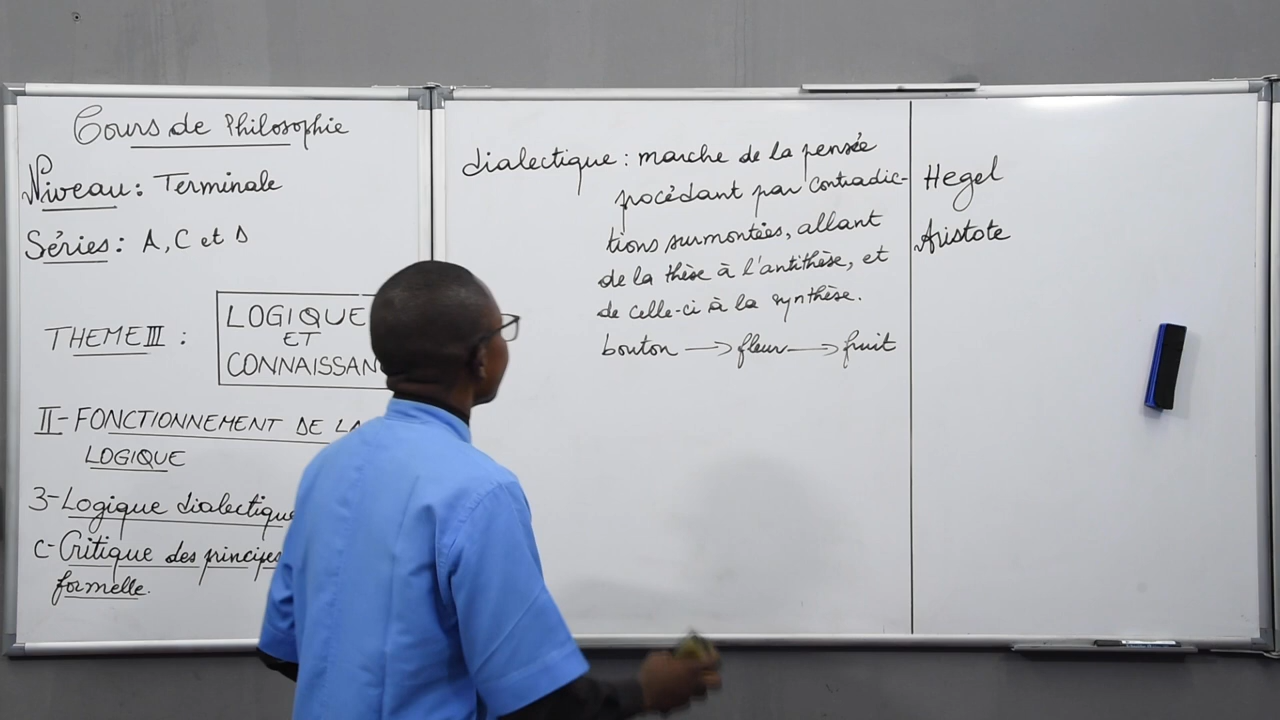 Cours de Philosophie
Niveau : Terminale
Séries : A, C et D
THEME III :
LOGIQUE
ET
CONNAISSAN
II- FONCTIONNEMENT DE LA
LOGIQUE
3- Logique dialectique
c- Critique des principes
formelle.
dialectique : marche de la pensée
procédant par contradic-
tions surmontées, allant
de la thèse à l'antithèse, et
de celle-ci à la synthèse.
bouton → fleur → fruit
Hegel
Aristote